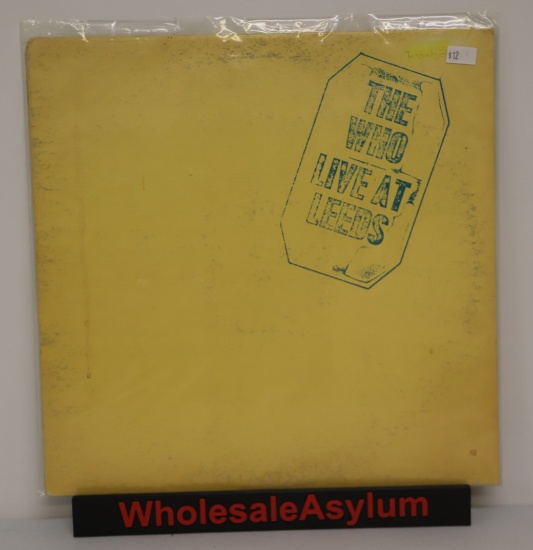 $12
THE
WHO
LIVE AT
LEEDS
WholesaleAsylum